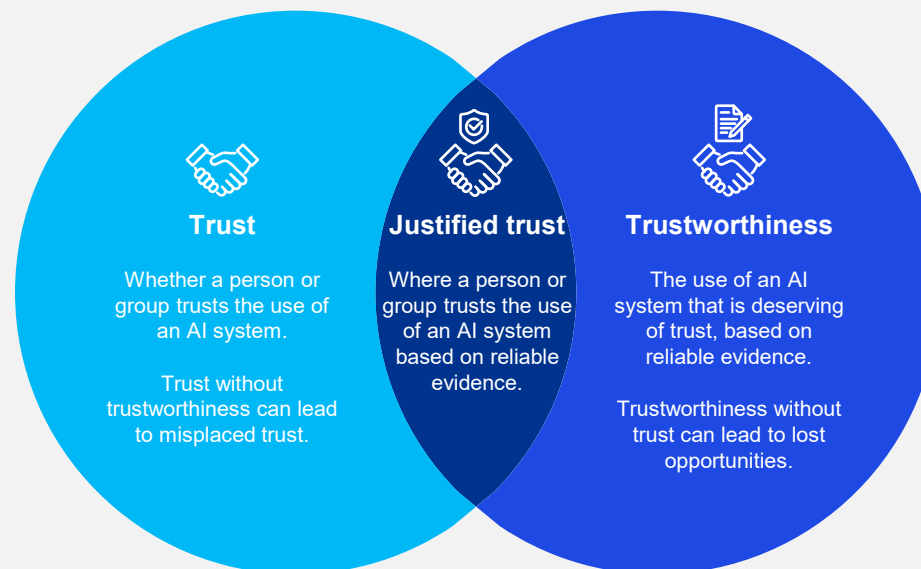 Trust
Whether a person or
group trusts the use of
an AI system.
Trust without
trustworthiness can lead
to misplaced trust.
Justified trust
Where a person or
group trusts the use
of an AI system
based on reliable
evidence.
Trustworthiness
The use of an AI
system that is deserving
of trust, based on
reliable evidence.
Trustworthiness without
trust can lead to lost
opportunities.